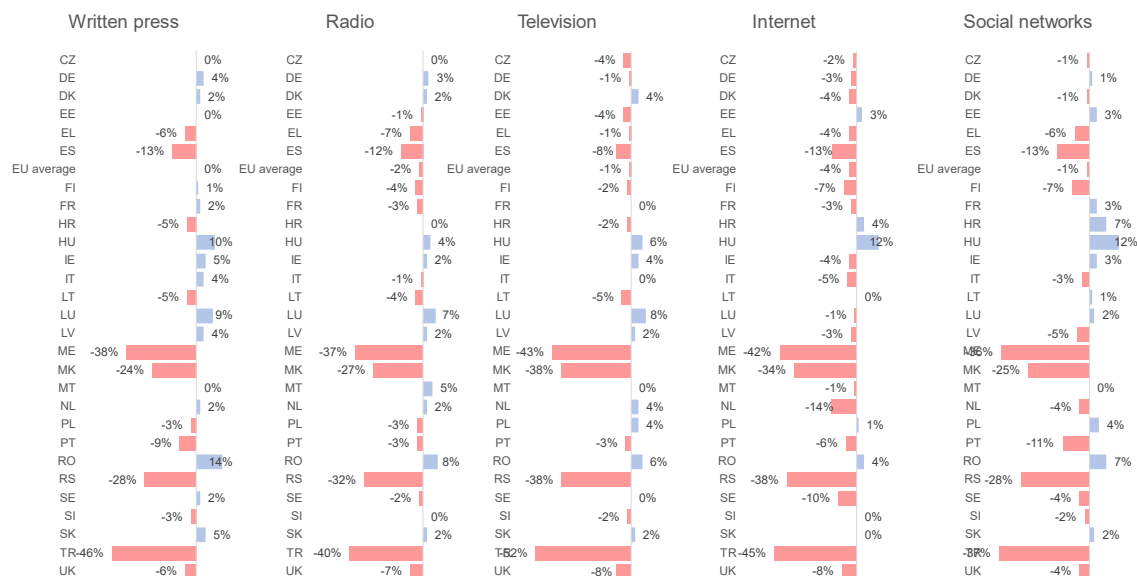 Written press Radio Television Internet Social networks
CZ 0% CZ 0% CZ -4% CZ -2% CZ -1%
DE 4% DE 3% DE -1% DE -3% DE 1%
DK 2% DK 2% DK 4% DK -4% DK -1%
EE 0% EE -1% EE -4% EE 3% EE 3%
EL -6% EL -7% EL -1% EL -4% EL -6%
ES -13% ES -12% ES -8% ES -13% ES -13%
EU average 0% EU average -2% EU average -1% EU average -4% EU average -1%
FI 1% FI -4% FI -2% FI -7% FI -7%
FR 2% FR -3% FR 0% FR -3% FR 3%
HR -5% HR 0% HR -2% HR 4% HR 7%
HU 10% HU 4% HU 6% HU 12% HU 12%
IE 5% IE 2% IE 4% IE -4% IE 3%
IT 4% IT -1% IT 0% IT -5% IT -3%
LT -5% LT -4% LT -5% LT 0% LT 1%
LU 9% LU 7% LU 8% LU -1% LU 2%
LV 4% LV 2% LV 2% LV -3% LV -5%
ME -38% ME -37% ME -43% ME -42% ME -36%
MK -24% MK -27% MK -38% MK -34% MK -25%
MT 0% MT 5% MT 0% MT -1% MT 0%
NL 2% NL 2% NL 4% NL -14% NL -4%
PL -3% PL -3% PL 4% PL 1% PL 4%
PT -9% PT -3% PT -3% PT -6% PT -11%
RO 14% RO 8% RO 6% RO 4% RO 7%
RS -28% RS -32% RS -38% RS -38% RS -28%
SE 2% SE -2% SE 0% SE -10% SE -4%
SI -3% SI 0% SI -2% SI 0% SI -2%
SK 5% SK 2% SK 2% SK 0% SK 2%
TR -46% TR -40% TR -52% TR -45% TR -37%
UK -6% UK -7% UK -8% UK -8% UK -4%